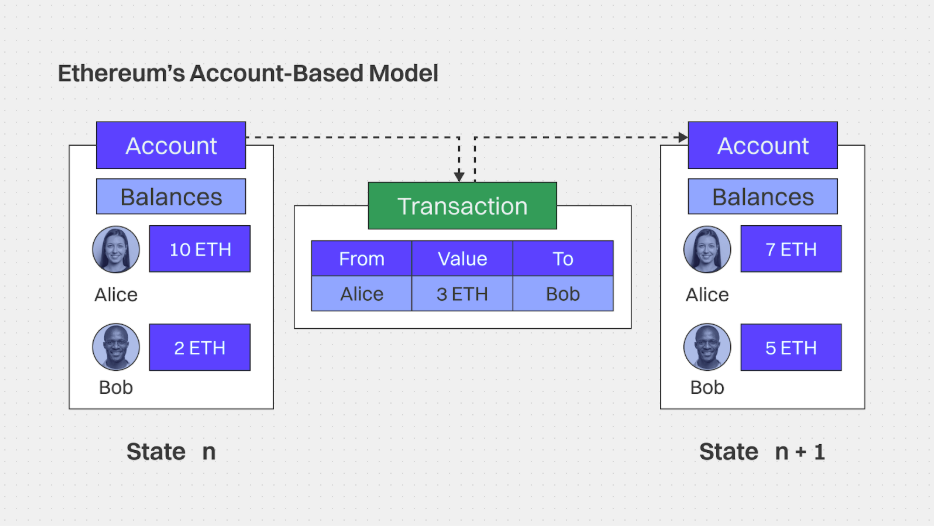 Ethereum’s Account-Based Model
Account
Balances
10 ETH
Alice
2 ETH
Bob
State n
Transaction
From Value To
Alice 3 ETH Bob
Account
Balances
7 ETH
Alice
5 ETH
Bob
State n + 1